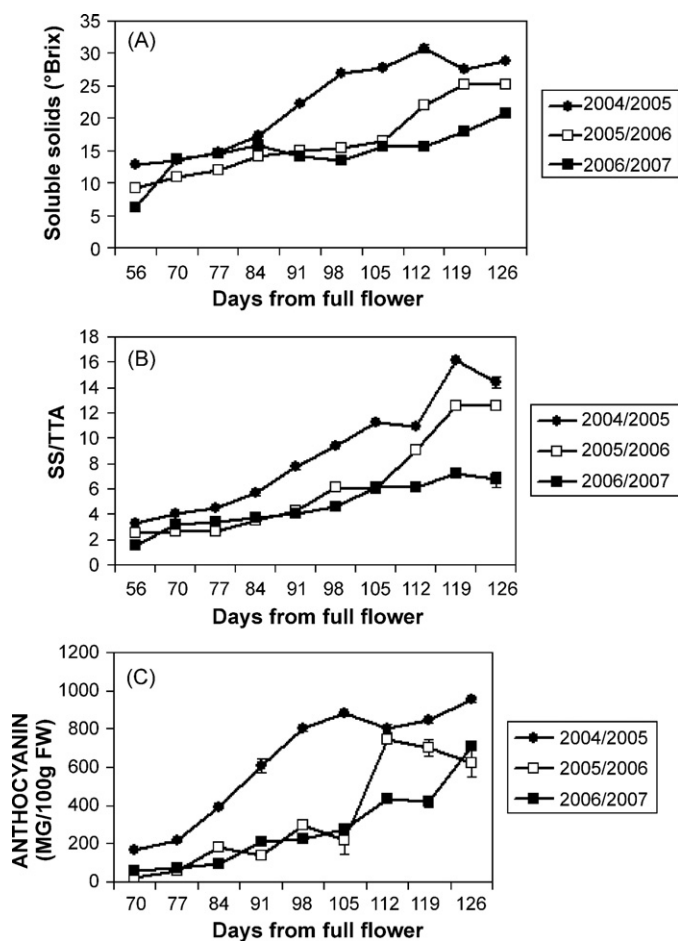 (A)
Soluble solids (°Brix)
35
30
25
20
15
10
5
0
56 70 77 84 91 98 105 112 119 126
Days from full flower
2004/2005
2005/2006
2006/2007
(B)
SS/TTA
18
16
14
12
10
8
6
4
2
0
56 70 77 84 91 98 105 112 119 126
Days from full flower
2004/2005
2005/2006
2006/2007
(C)
ANTHOCYANIN
(MG/100g FW)
1200
1000
800
600
400
200
0
70 77 84 91 98 105 112 119 126
Days from full flower
2004/2005
2005/2006
2006/2007